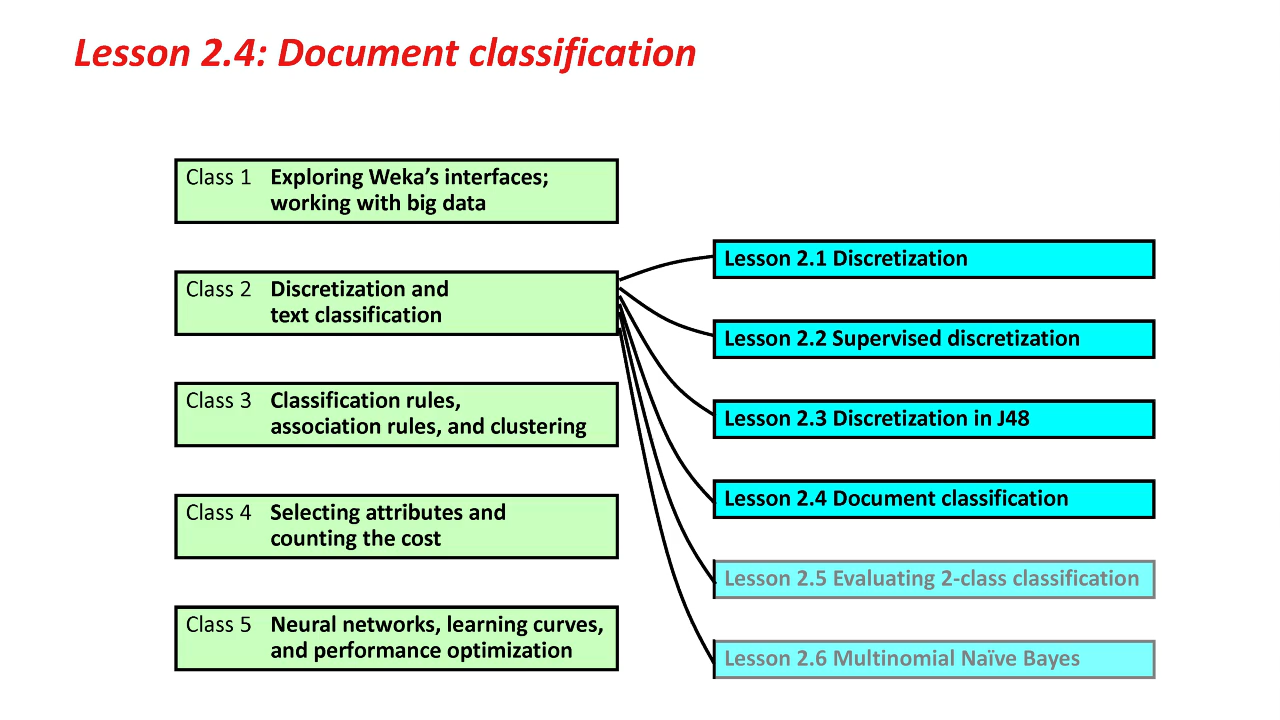 Lesson 2.4: Document classification
Class 1 Exploring Weka’s interfaces;
working with big data
Class 2 Discretization and
text classification
Class 3 Classification rules,
association rules, and clustering
Class 4 Selecting attributes and
counting the cost
Class 5 Neural networks, learning curves,
and performance optimization
Lesson 2.1 Discretization
Lesson 2.2 Supervised discretization
Lesson 2.3 Discretization in J48
Lesson 2.4 Document classification
Lesson 2.5 Evaluating 2-class classification
Lesson 2.6 Multinomial Naïve Bayes